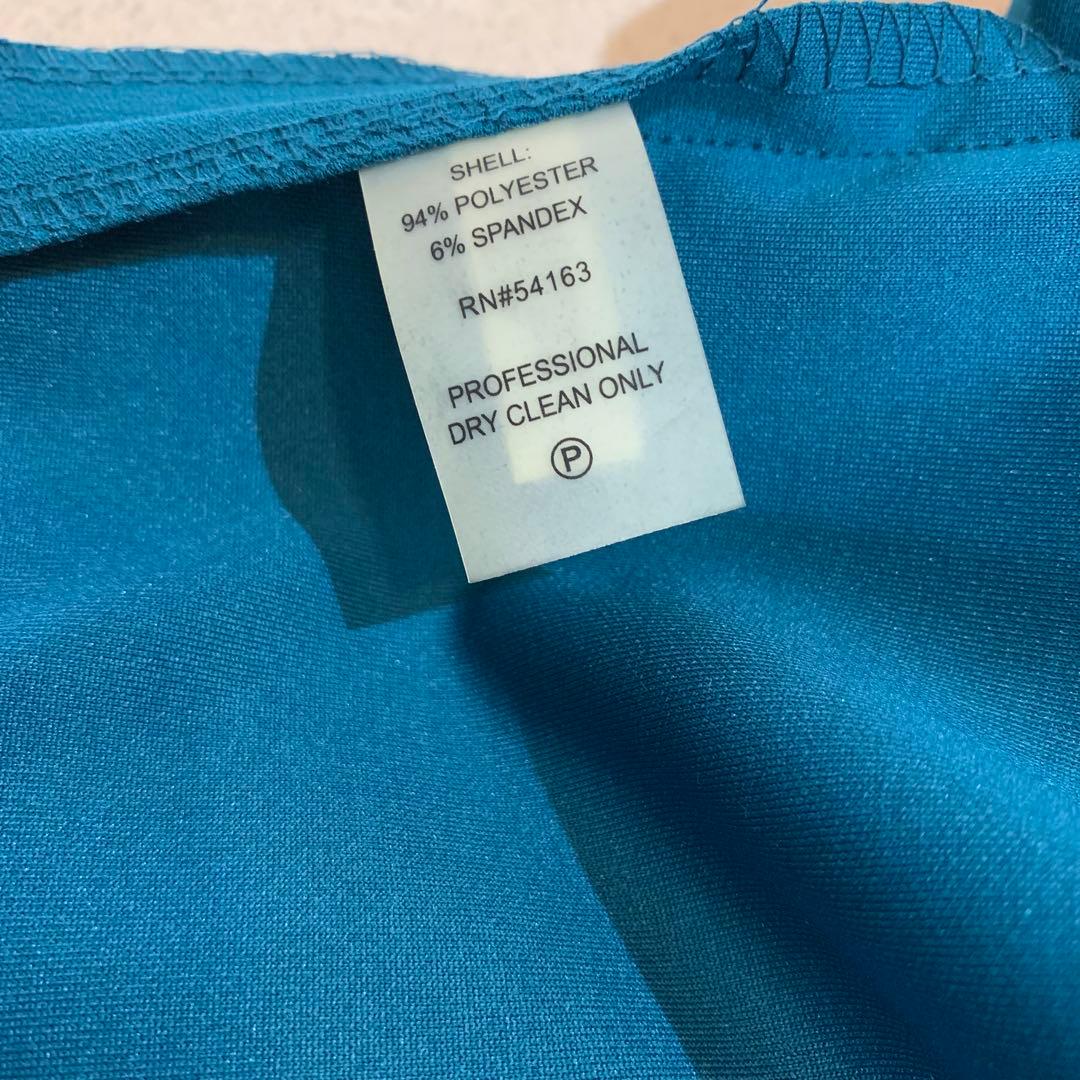 SHELL:
94% POLYESTER
6% SPANDEX
RN#54163
PROFESSIONAL
DRY CLEAN ONLY
P